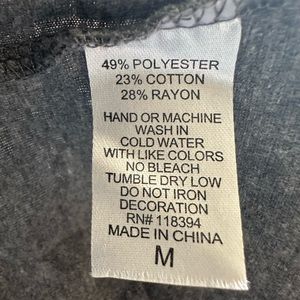 49% POLYESTER
23% COTTON
28% RAYON
HAND OR MACHINE
WASH IN
COLD WATER
WITH LIKE COLORS
NO BLEACH
TUMBLE DRY LOW
DO NOT IRON
DECORATION
RN# 118394
MADE IN CHINA
M